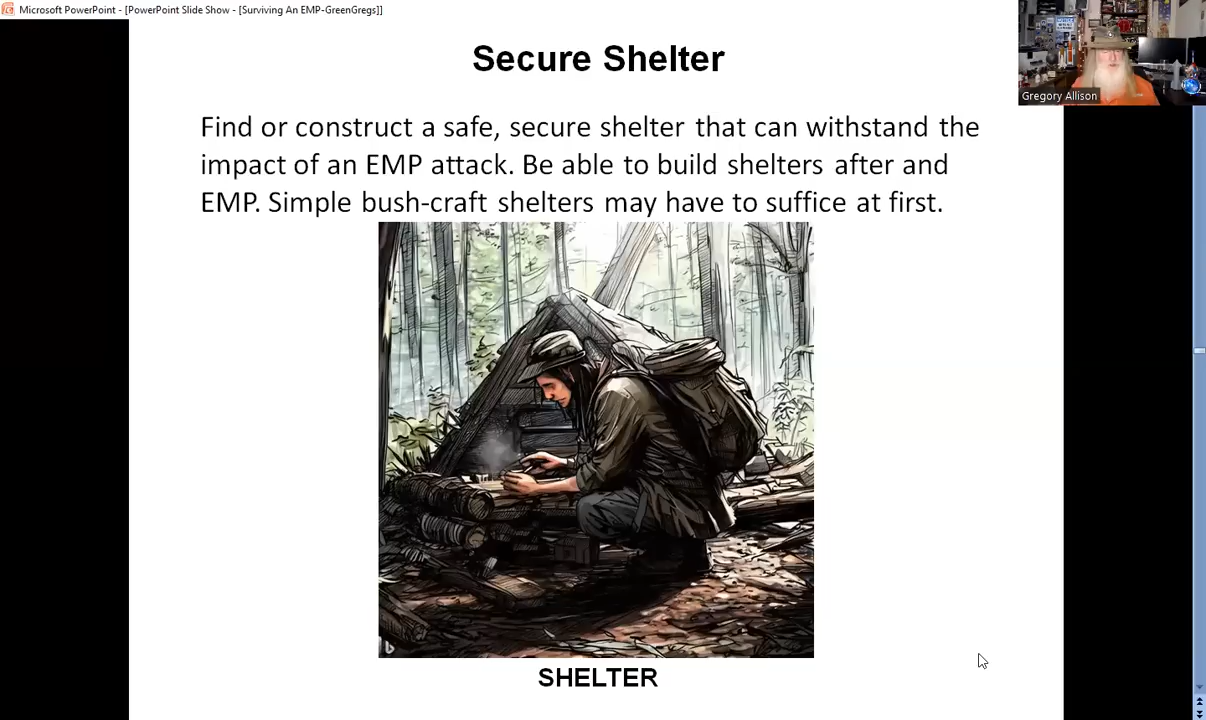 Microsoft PowerPoint - [PowerPoint Slide Show - [Surviving An EMP-GreenGregs]]
Secure Shelter
Gregory Allison
Find or construct a safe, secure shelter that can withstand the
impact of an EMP attack. Be able to build shelters after and
EMP. Simple bush-craft shelters may have to suffice at first.
SHELTER